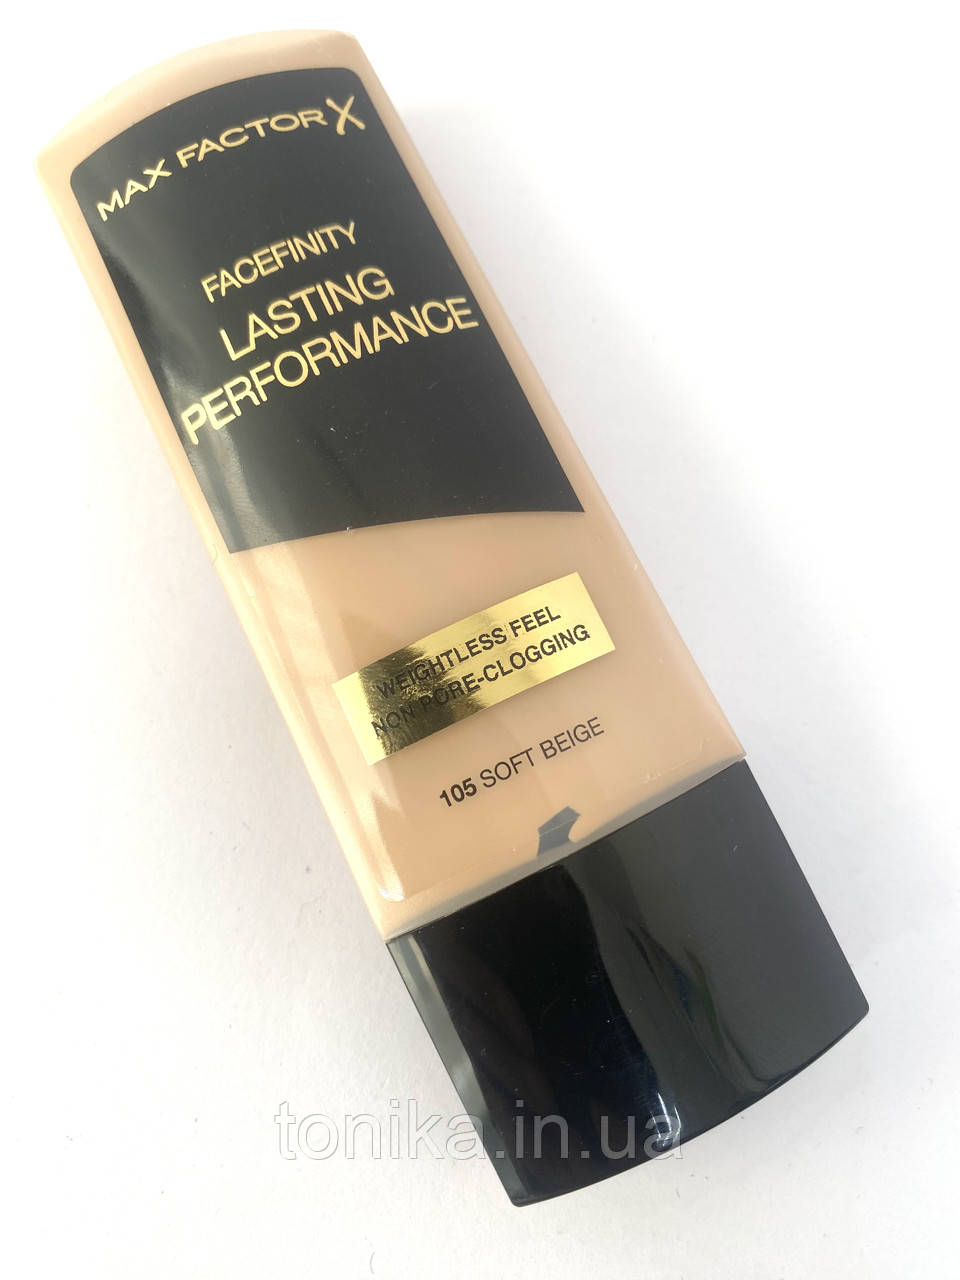 MAX FACTOR X
FACEFINITY
LASTING
PERFORMANCE
WEIGHTLESS FEEL
NON PORE-CLOGGING
105 SOFT BEIGE
tonika.in.ua